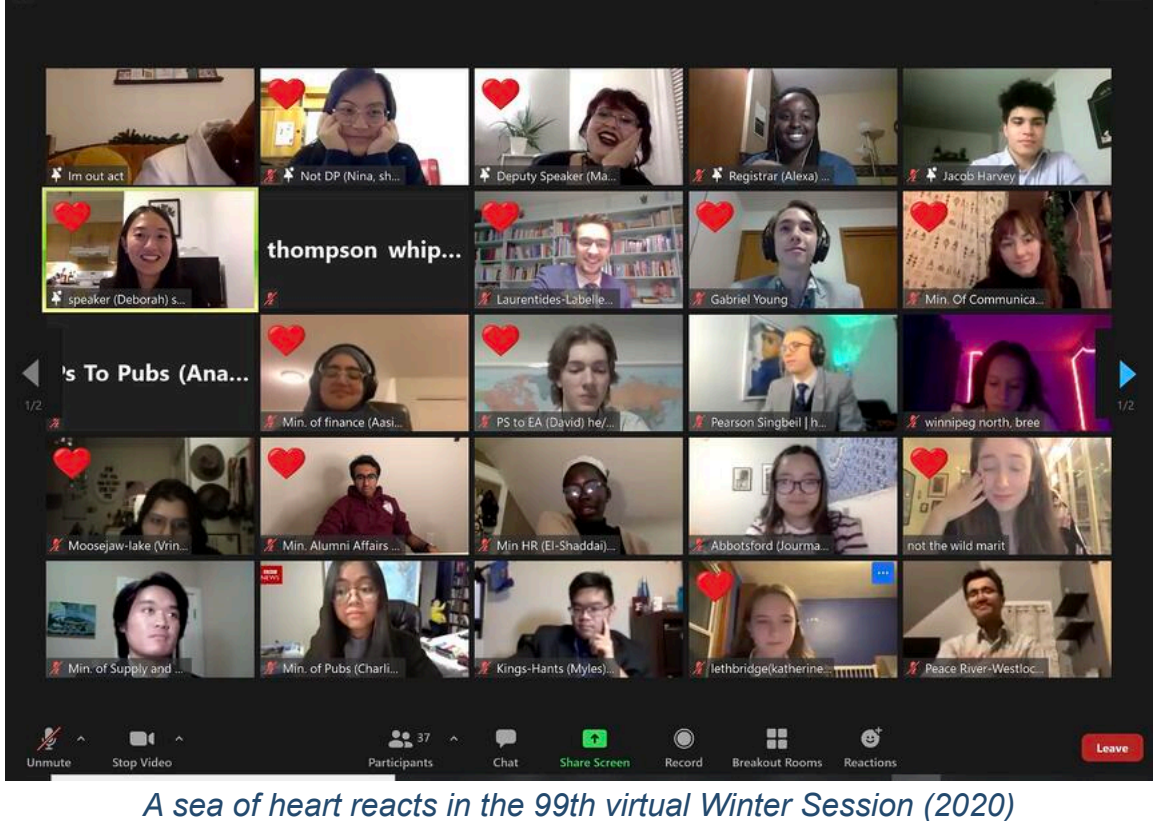 Im out act
Not DP (Nina, sh...
Deputy Speaker (Ma...
Registrar (Alexa) ...
Jacob Harvey
speaker (Deborah) s...
thompson whip...
Laurentides-Labelle...
Gabriel Young
Min. Of Communica...
's To Pubs (Ana...
Min. of finance (Aasi...
PS to EA (David) he/...
Pearson Singbeil | h...
winnipeg north, bree
1/2
1/2
Moosejaw-lake (Vrin...
Min. Alumni Affairs ...
Min HR (El-Shaddai)...
Abbotsford (Jourma...
not the wild marit
BBC
NEWS
Min. of Supply and ...
Min. of Pubs (Charli...
Kings-Hants (Myles)...
lethbridge(katherine...
Peace River-Westloc...
37
Unmute
Stop Video
Participants
Chat
Share Screen
Record
Breakout Rooms
Reactions
Leave
A sea of heart reacts in the 99th virtual Winter Session (2020)